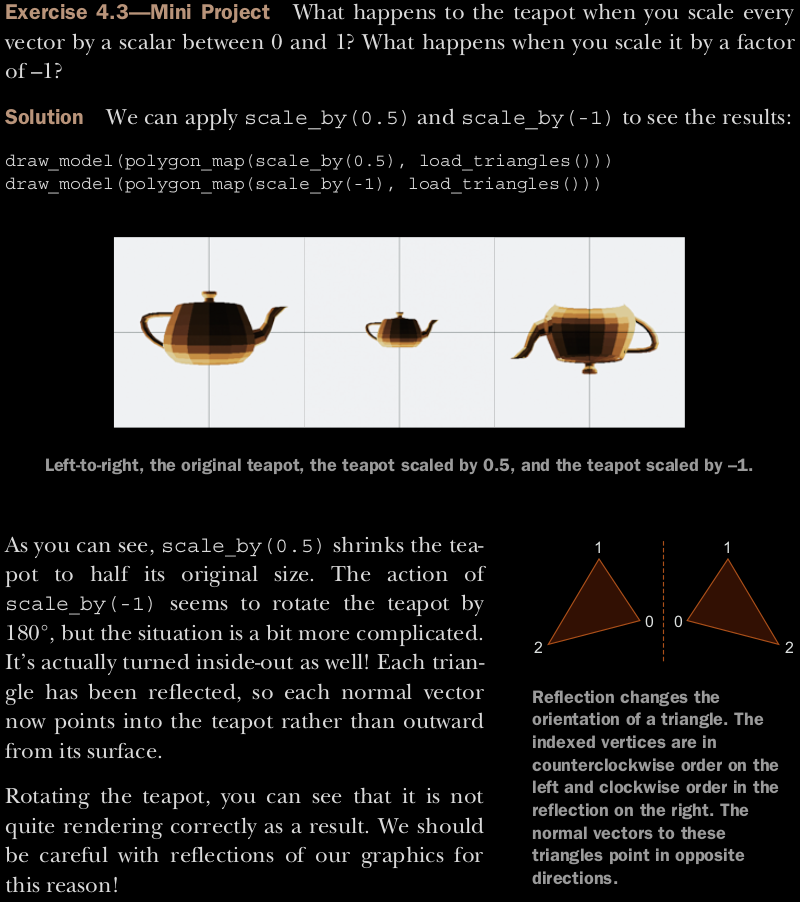 Exercise 4.3—Mini Project What happens to the teapot when you scale every
vector by a scalar between 0 and 1? What happens when you scale it by a factor
of –1?
Solution We can apply scale_by(0.5) and scale_by(-1) to see the results:
draw_model(polygon_map(scale_by(0.5), load_triangles()))
draw_model(polygon_map(scale_by(-1), load_triangles()))
Left-to-right, the original teapot, the teapot scaled by 0.5, and the teapot scaled by –1.
As you can see, scale_by(0.5) shrinks the tea-
pot to half its original size. The action of
scale_by(-1) seems to rotate the teapot by
180°, but the situation is a bit more complicated.
It’s actually turned inside-out as well! Each trian-
gle has been reflected, so each normal vector
now points into the teapot rather than outward
from its surface.
Rotating the teapot, you can see that it is not
quite rendering correctly as a result. We should
be careful with reflections of our graphics for
this reason!
1 1
0 0
2 2
Reflection changes the
orientation of a triangle. The
indexed vertices are in
counterclockwise order on the
left and clockwise order in the
reflection on the right. The
normal vectors to these
triangles point in opposite
directions.